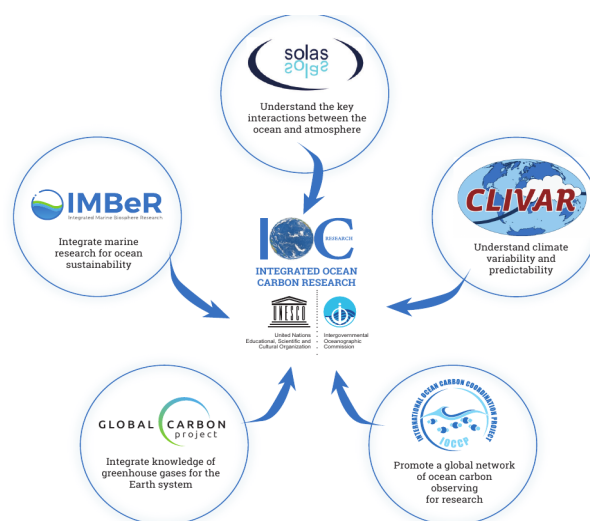 solas
solas
Understand the key
interactions between the
ocean and atmosphere
IMBeR
Integrated Marine Biosphere Research
Integrate marine
research for ocean
sustainability
CLIVAR
Understand climate
variability and
predictability
IOC
RESEARCH
INTEGRATED OCEAN
CARBON RESEARCH
UNESCO
United Nations
Educational, Scientific and
Cultural Organization
Intergovernmental
Oceanographic
Commission
GLOBAL CARBON
project
Integrate knowledge of
greenhouse gases for the
Earth system
INTERNATIONAL OCEAN CARBON COORDINATION PROJECT
IOCCP
Promote a global network
of ocean carbon
observing
for research